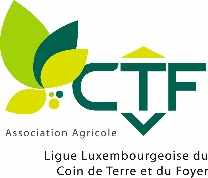 CTF
Association Agricole
Ligue Luxembourgeoise du
Coin de Terre et du Foyer